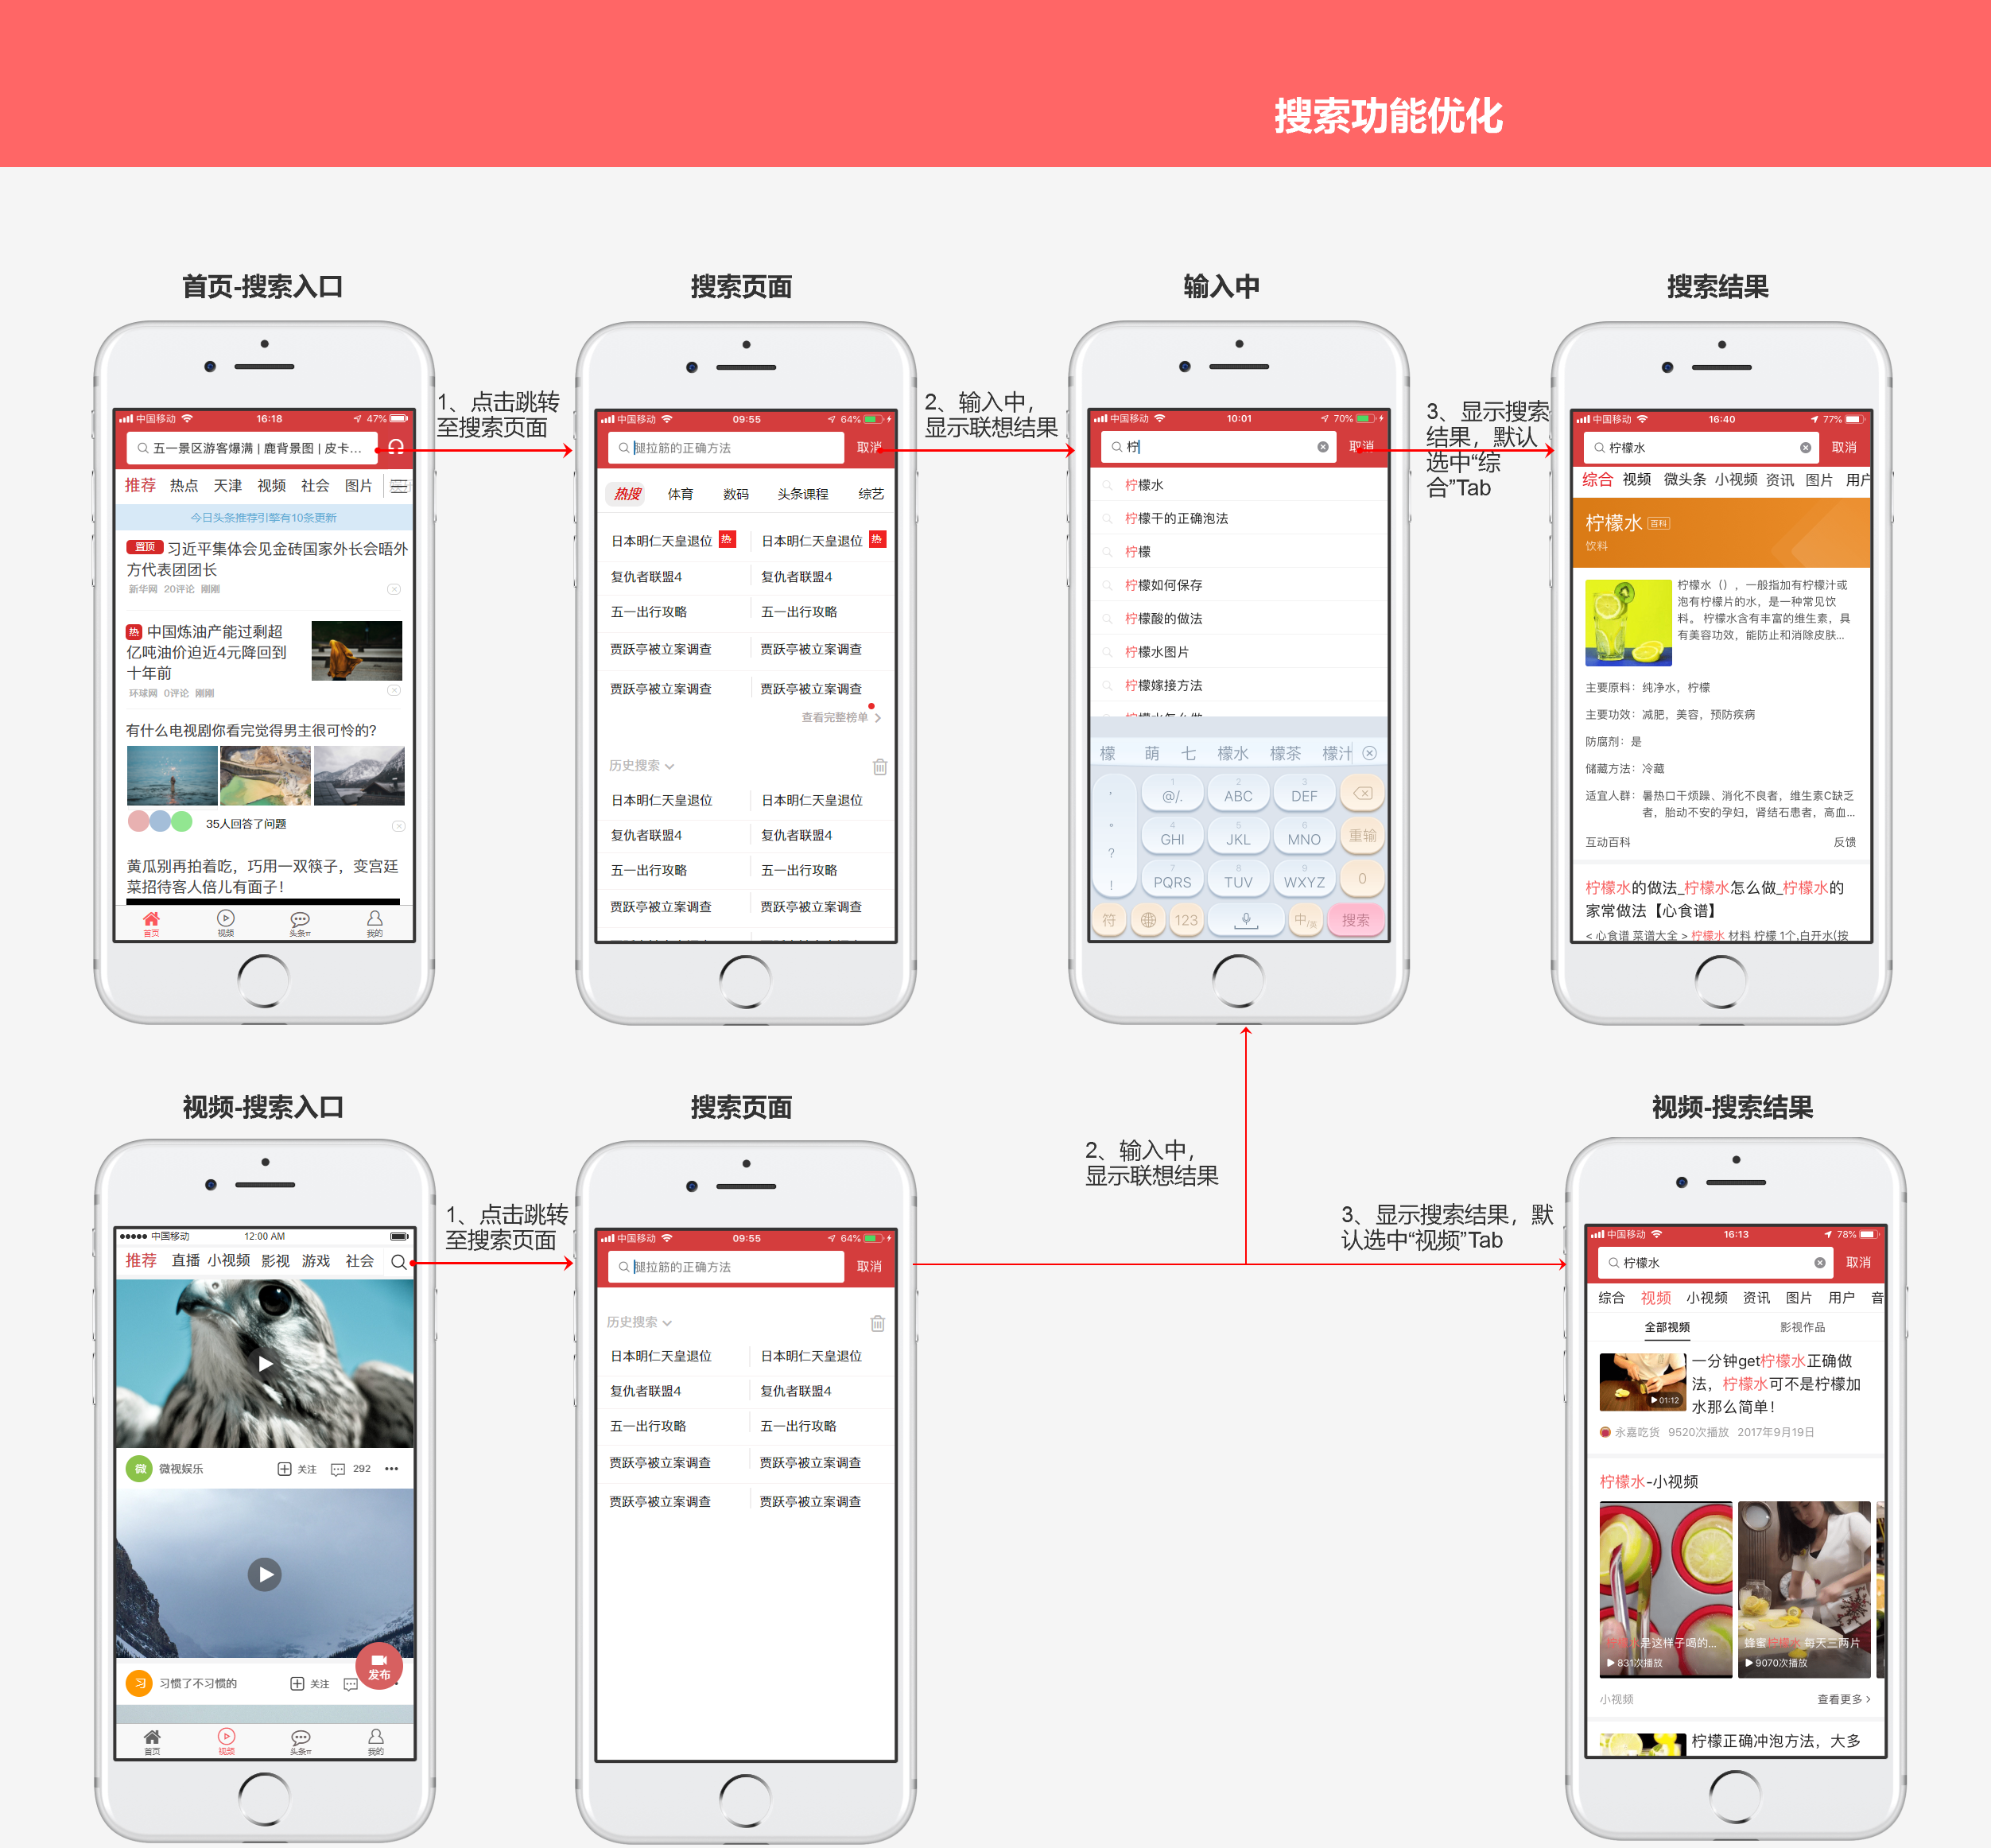 搜索功能优化
首页-搜索入口
搜索页面
输入中
搜索结果
中国移动
16:18
47%
五一景区游客爆满 | 鹿背景图 | 皮卡...
推荐 热点 天津 视频 社会 图片
今日头条推荐引擎有10条更新
置顶 习近平集体会见金砖国家外长会晤外
方代表团团长
新华网 20评论 刚刚
热 中国炼油产能过剩超
亿吨油价迫近4元降回到
十年前
环球网 0评论 刚刚
有什么电视剧你看完觉得男主很可怜的?
35人回答了问题
黄瓜别再拍着吃，巧用一双筷子，变宫廷
菜招待客人倍儿有面子！
首页 视频 头条π 我的
1、点击跳转
至搜索页面
中国移动
09:55
64%
腿拉筋的正确方法
取消
热搜 体育 数码 头条课程 综艺
日本明仁天皇退位 热 日本明仁天皇退位 热
复仇者联盟4 复仇者联盟4
五一出行攻略 五一出行攻略
贾跃亭被立案调查 贾跃亭被立案调查
贾跃亭被立案调查 贾跃亭被立案调查
查看完整榜单
历史搜索
日本明仁天皇退位 日本明仁天皇退位
复仇者联盟4 复仇者联盟4
五一出行攻略 五一出行攻略
贾跃亭被立案调查 贾跃亭被立案调查
贾跃亭被立案调查 贾跃亭被立案调查
2、输入中，
显示联想结果
中国移动
10:01
70%
柠
取消
柠檬水
柠檬干的正确泡法
柠檬
柠檬如何保存
柠檬酸的做法
柠檬水图片
柠檬嫁接方法
柠檬水怎么做
檬 萌 七 檬水 檬茶 檬汁
， 1 @/. 2 ABC 3 DEF
。 4 GHI 5 JKL 6 MNO 重输
?
! 7 PQRS 8 TUV 9 WXYZ 0
符 123 中/英 搜索
3、显示搜索
结果，默认
选中“综
合”Tab
中国移动
16:40
77%
柠檬水
取消
综合 视频 微头条 小视频 资讯 图片 用户
柠檬水 百科
饮料
柠檬水（），一般指加有柠檬汁或
泡有柠檬片的水，是一种常见饮
料。 柠檬水含有丰富的维生素，具
有美容功效，能防止和消除皮肤...
主要原料：纯净水，柠檬
主要功效：减肥，美容，预防疾病
防腐剂：是
储藏方法：冷藏
适宜人群：暑热口干烦躁、消化不良者，维生素C缺乏
者，胎动不安的孕妇，肾结石患者，高血...
互动百科 反馈
柠檬水的做法_柠檬水怎么做_柠檬水的
家常做法【心食谱】
< 心食谱 菜谱大全 > 柠檬水 材料 柠檬 1个,白开水(按
视频-搜索入口
搜索页面
视频-搜索结果
中国移动
12:00 AM
推荐 直播 小视频 影视 游戏 社会
微 微视娱乐 关注 292
习 习惯了不习惯的 关注
发布
首页 视频 头条π 我的
1、点击跳转
至搜索页面
中国移动
09:55
64%
腿拉筋的正确方法
取消
历史搜索
日本明仁天皇退位 日本明仁天皇退位
复仇者联盟4 复仇者联盟4
五一出行攻略 五一出行攻略
贾跃亭被立案调查 贾跃亭被立案调查
贾跃亭被立案调查 贾跃亭被立案调查
2、输入中，
显示联想结果
3、显示搜索结果，默
认选中“视频”Tab
中国移动
16:13
78%
柠檬水
取消
综合 视频 小视频 资讯 图片 用户 音
全部视频 影视作品
一分钟get柠檬水正确做
法，柠檬水可不是柠檬加
水那么简单！
01:12
永嘉吃货 9520次播放 2017年9月19日
柠檬水-小视频
柠檬水是这样子喝的...
831次播放
蜂蜜柠檬水 每天三两片
9070次播放
小视频 查看更多
柠檬正确冲泡方法，大多